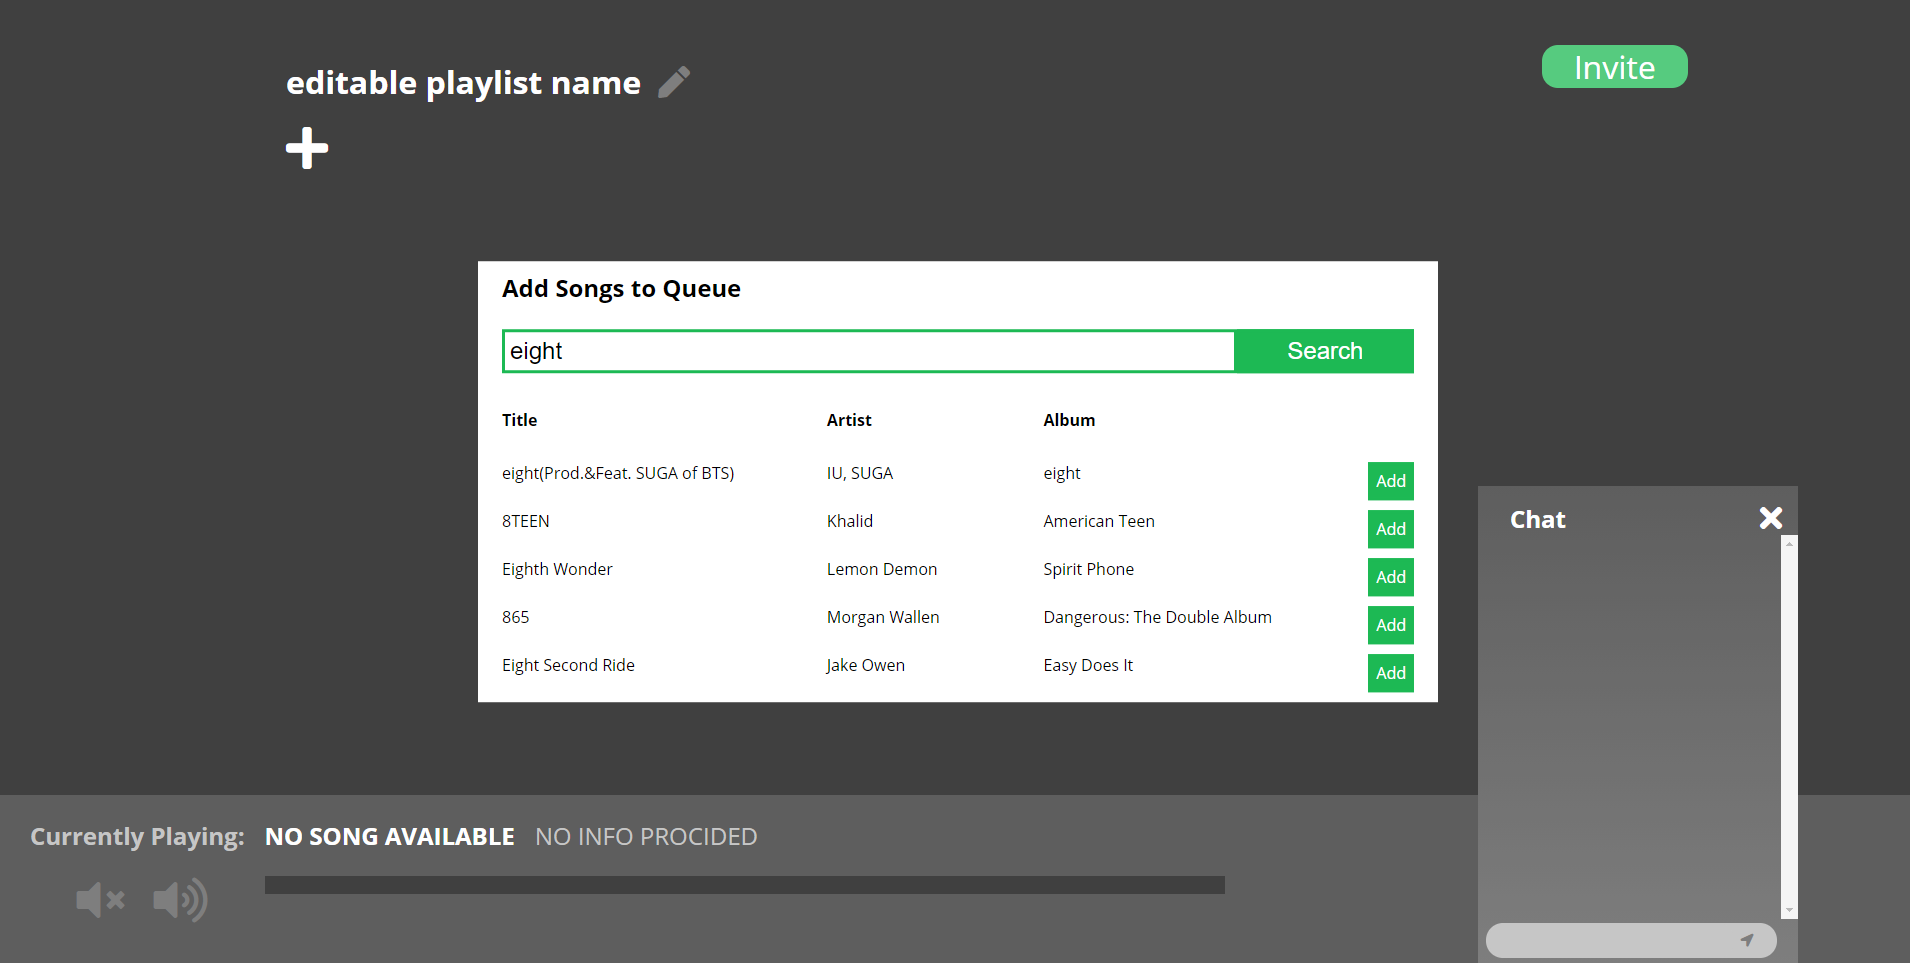 editable playlist name
Invite
Add Songs to Queue
eight
Search
Title Artist Album
eight(Prod.&Feat. SUGA of BTS) IU, SUGA eight Add
8TEEN Khalid American Teen Add
Eighth Wonder Lemon Demon Spirit Phone Add
865 Morgan Wallen Dangerous: The Double Album Add
Eight Second Ride Jake Owen Easy Does It Add
Chat
Currently Playing: NO SONG AVAILABLE NO INFO PROCIDED